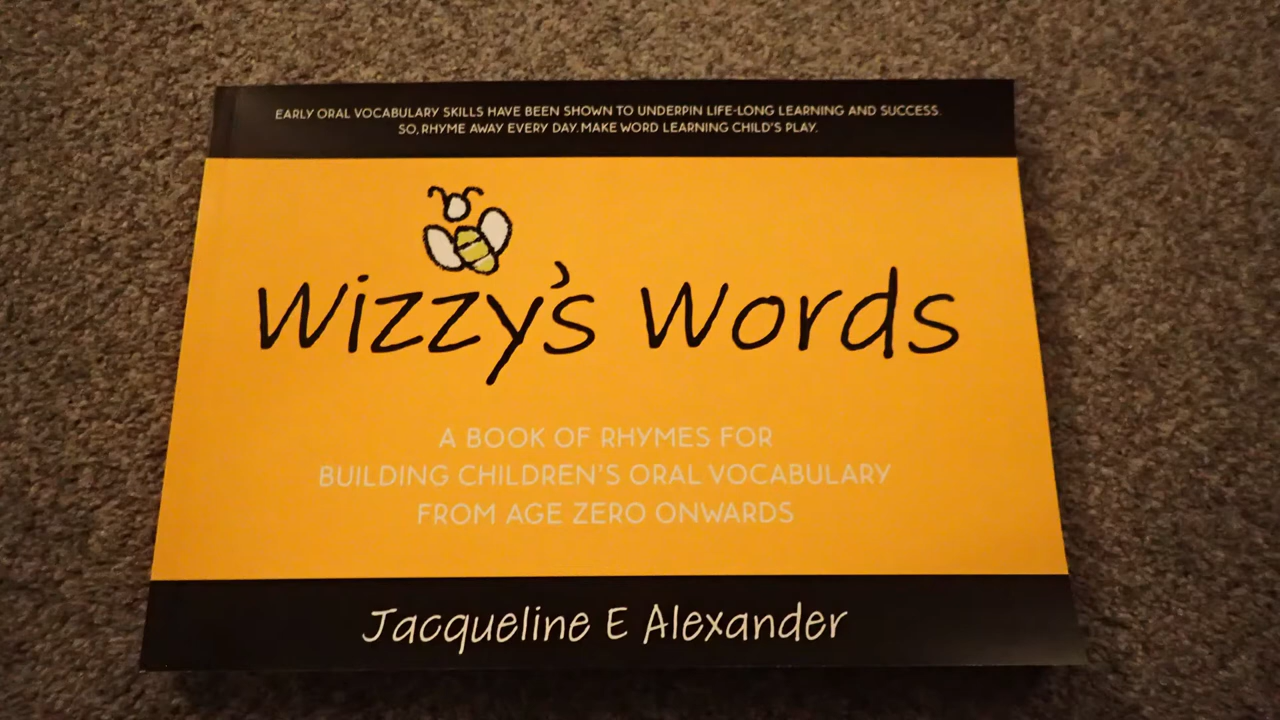 EARLY ORAL VOCABULARY SKILLS HAVE BEEN SHOWN TO UNDERPIN LIFE-LONG LEARNING AND SUCCESS.
SO, RHYME AWAY EVERY DAY. MAKE WORD LEARNING CHILD'S PLAY.
Wizzy's Words
A BOOK OF RHYMES FOR
BUILDING CHILDREN'S ORAL VOCABULARY
FROM AGE ZERO ONWARDS
Jacqueline E Alexander